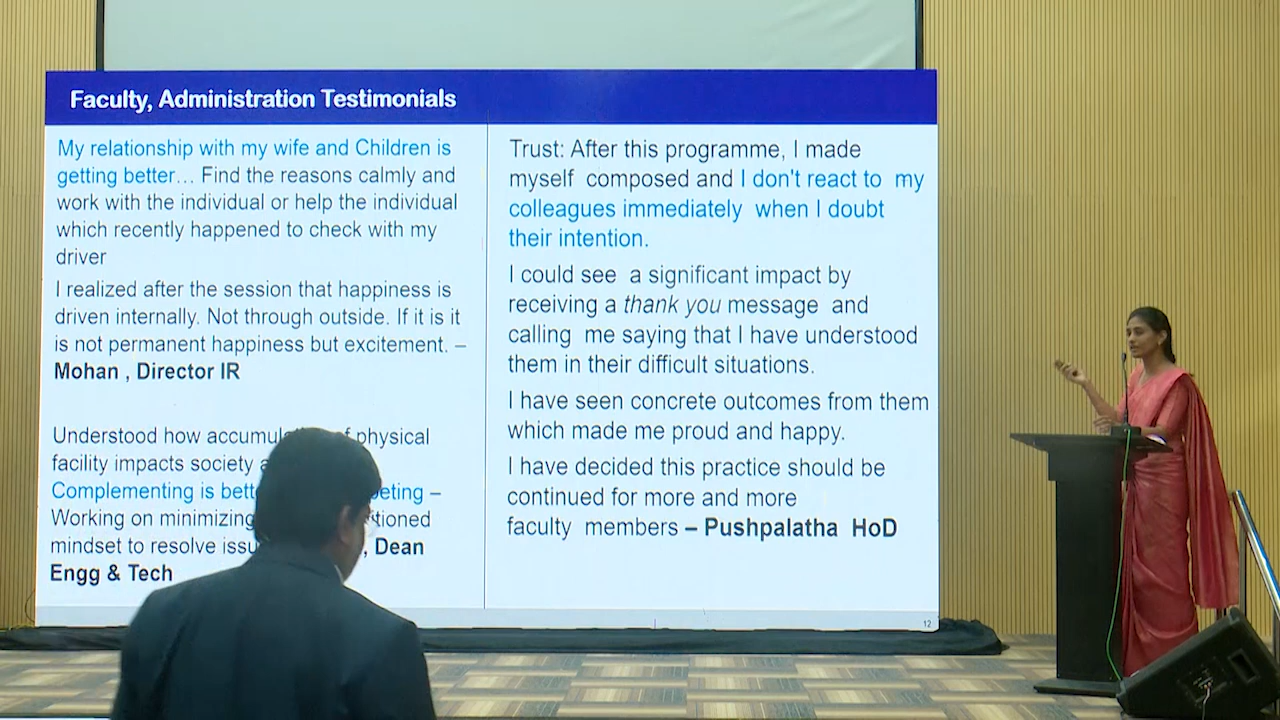 Faculty, Administration Testimonials
My relationship with my wife and Children is
getting better... Find the reasons calmly and
work with the individual or help the individual
which recently happened to check with my
driver
I realized after the session that happiness is
driven internally. Not through outside. If it is it
is not permanent happiness but excitement. –
Mohan , Director IR
Understood how physical
facility impacts society
Complementing is –
Working on minimizing
mindset to resolve , Dean
Engg & Tech
Trust: After this programme, I made
myself composed and I don't react to my
colleagues immediately when I doubt
their intention.
I could see a significant impact by
receiving a thank you message and
calling me saying that I have understood
them in their difficult situations.
I have seen concrete outcomes from them
which made me proud and happy.
I have decided this practice should be
continued for more and more
faculty members – Pushpalatha HoD
12